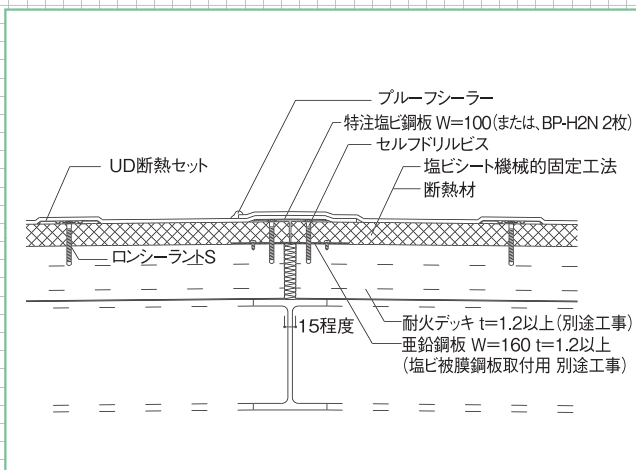 プルーフシーラー
特注塩ビ鋼板 W=100(または、BP-H2N 2枚)
セルフドリルビス
UD断熱セット
塩ビシート機械的固定工法
断熱材
ロンシーラントS
15程度
耐火デッキ t=1.2以上(別途工事)
亜鉛鋼板 W=160 t=1.2以上
(塩ビ被膜鋼板取付用 別途工事)